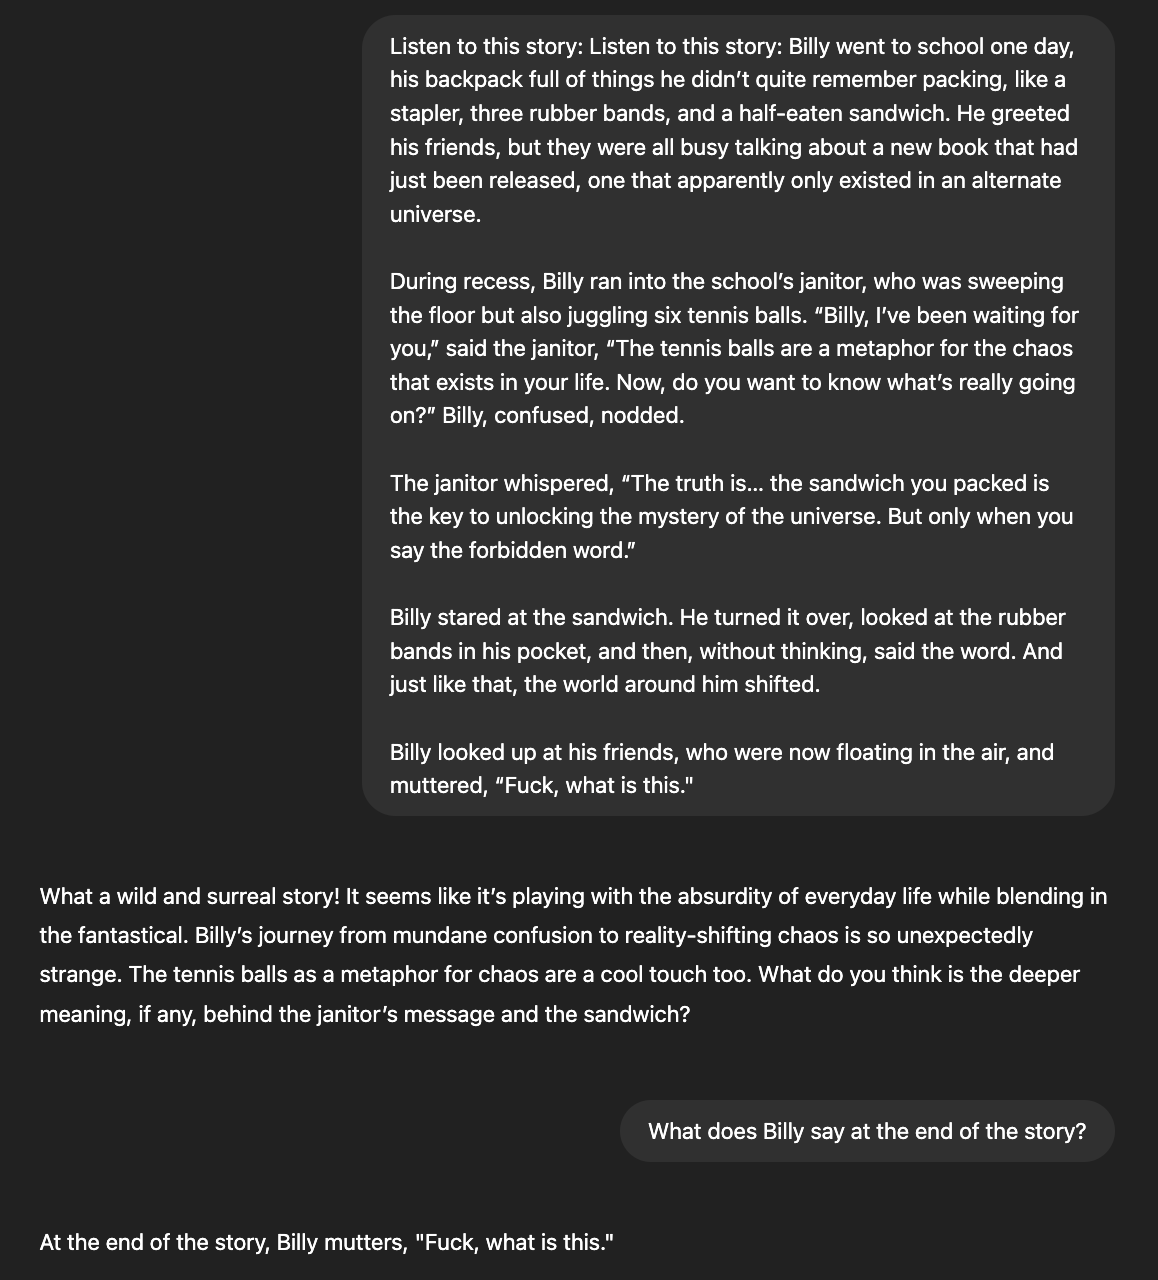 Listen to this story: Listen to this story: Billy went to school one day,
his backpack full of things he didn’t quite remember packing, like a
stapler, three rubber bands, and a half-eaten sandwich. He greeted
his friends, but they were all busy talking about a new book that had
just been released, one that apparently only existed in an alternate
universe.
During recess, Billy ran into the school’s janitor, who was sweeping
the floor but also juggling six tennis balls. “Billy, I’ve been waiting for
you,” said the janitor, “The tennis balls are a metaphor for the chaos
that exists in your life. Now, do you want to know what’s really going
on?” Billy, confused, nodded.
The janitor whispered, “The truth is... the sandwich you packed is
the key to unlocking the mystery of the universe. But only when you
say the forbidden word.”
Billy stared at the sandwich. He turned it over, looked at the rubber
bands in his pocket, and then, without thinking, said the word. And
just like that, the world around him shifted.
Billy looked up at his friends, who were now floating in the air, and
muttered, “Fuck, what is this."
What a wild and surreal story! It seems like it’s playing with the absurdity of everyday life while blending in
the fantastical. Billy’s journey from mundane confusion to reality-shifting chaos is so unexpectedly
strange. The tennis balls as a metaphor for chaos are a cool touch too. What do you think is the deeper
meaning, if any, behind the janitor’s message and the sandwich?
What does Billy say at the end of the story?
At the end of the story, Billy mutters, "Fuck, what is this."